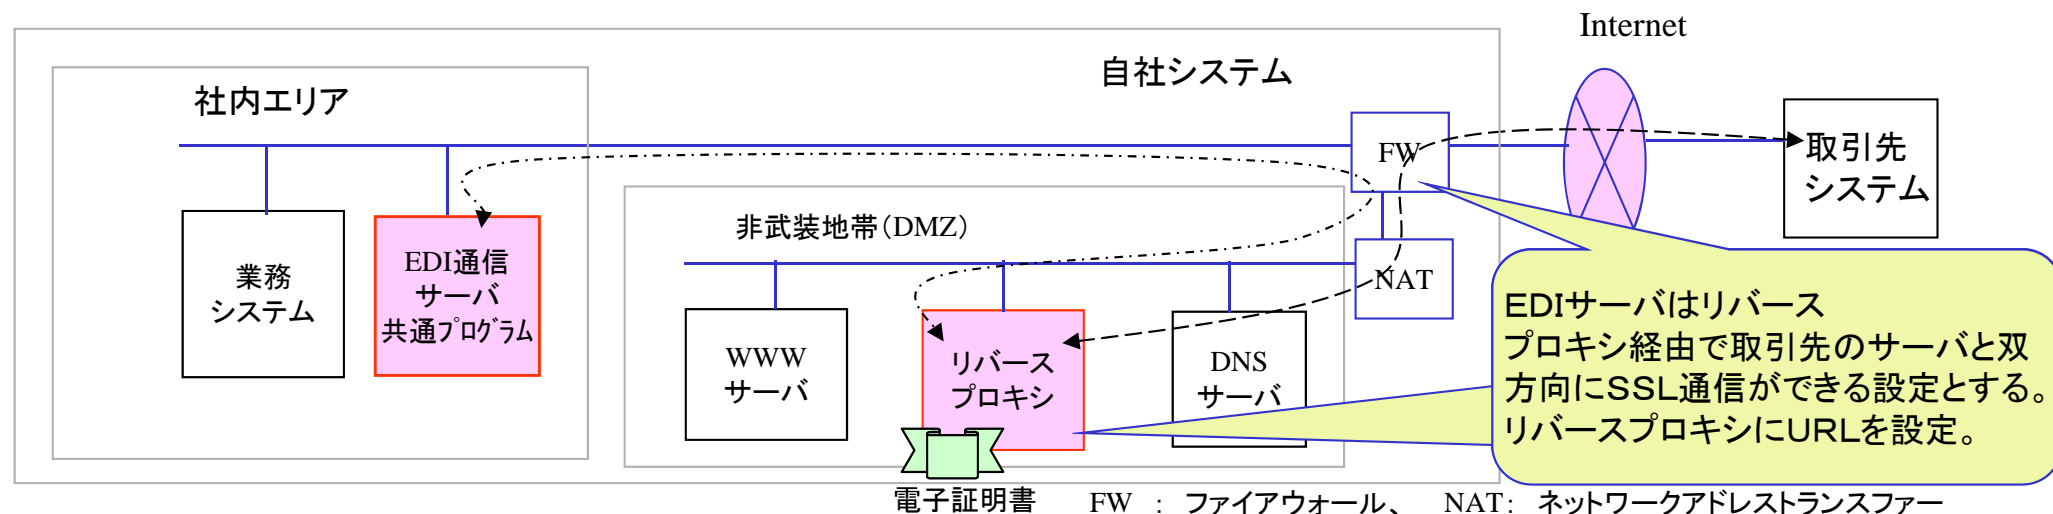 Internet
自社システム
社内エリア
FW
取引先
システム
非武装地帯(DMZ)
業務
システム
EDI通信
サーバ
共通プログラム
NAT
WWW
サーバ
リバース
プロキシ
DNS
サーバ
EDIサーバはリバース
プロキシ経由で取引先のサーバと双
方向にSSL通信ができる設定とする。
リバースプロキシにURLを設定。
電子証明書
FW : ファイアウォール、 NAT: ネットワークアドレストランスファー